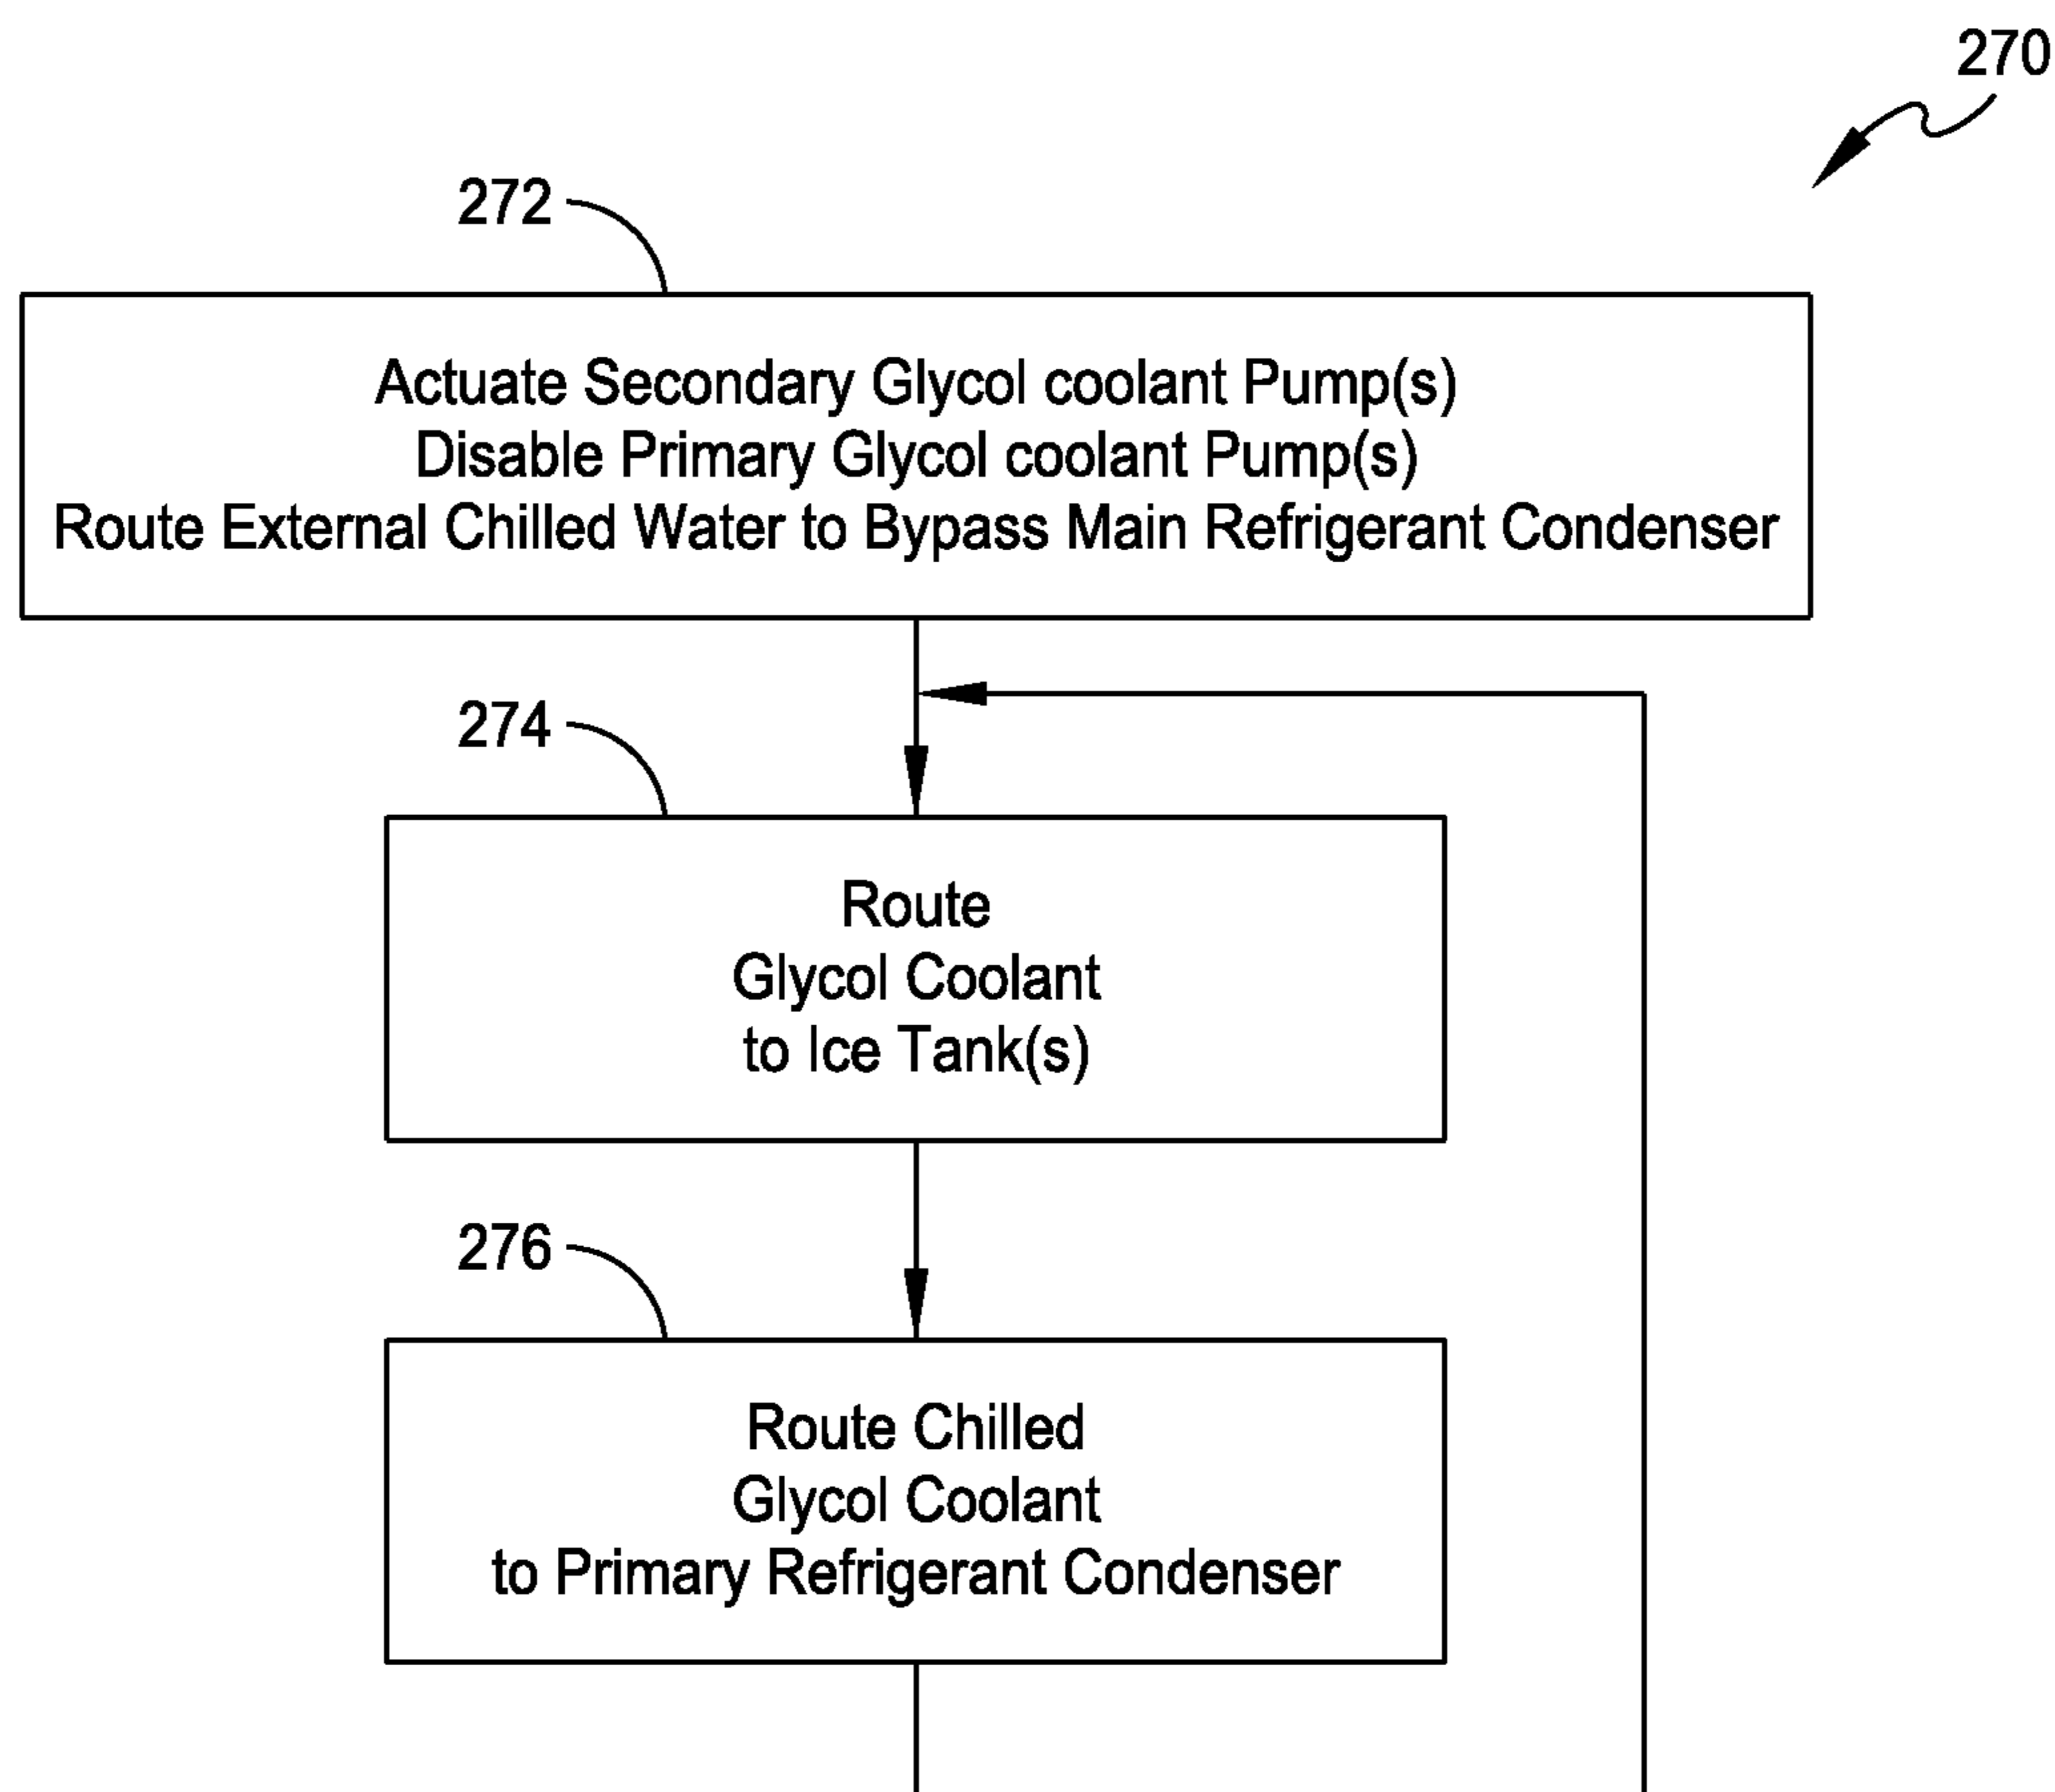 270
272
Actuate Secondary Glycol coolant Pump(s)
Disable Primary Glycol coolant Pump(s)
Route External Chilled Water to Bypass Main Refrigerant Condenser
274
Route
Glycol Coolant
to Ice Tank(s)
276
Route Chilled
Glycol Coolant
to Primary Refrigerant Condenser